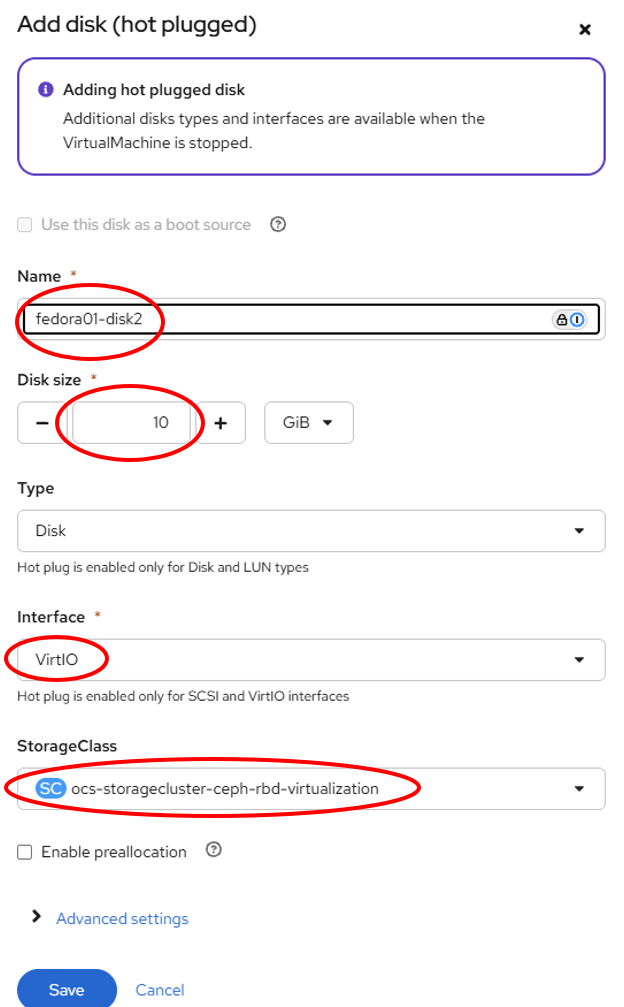 Add disk (hot plugged)
Adding hot plugged disk
Additional disks types and interfaces are available when the
VirtualMachine is stopped.
Use this disk as a boot source
Name *
fedora01-disk2
Disk size *
10 GiB
Type
Disk
Hot plug is enabled only for Disk and LUN types
Interface *
VirtIO
Hot plug is enabled only for SCSI and VirtIO interfaces
StorageClass
SC ocs-storagecluster-ceph-rbd-virtualization
Enable preallocation
Advanced settings
Save Cancel